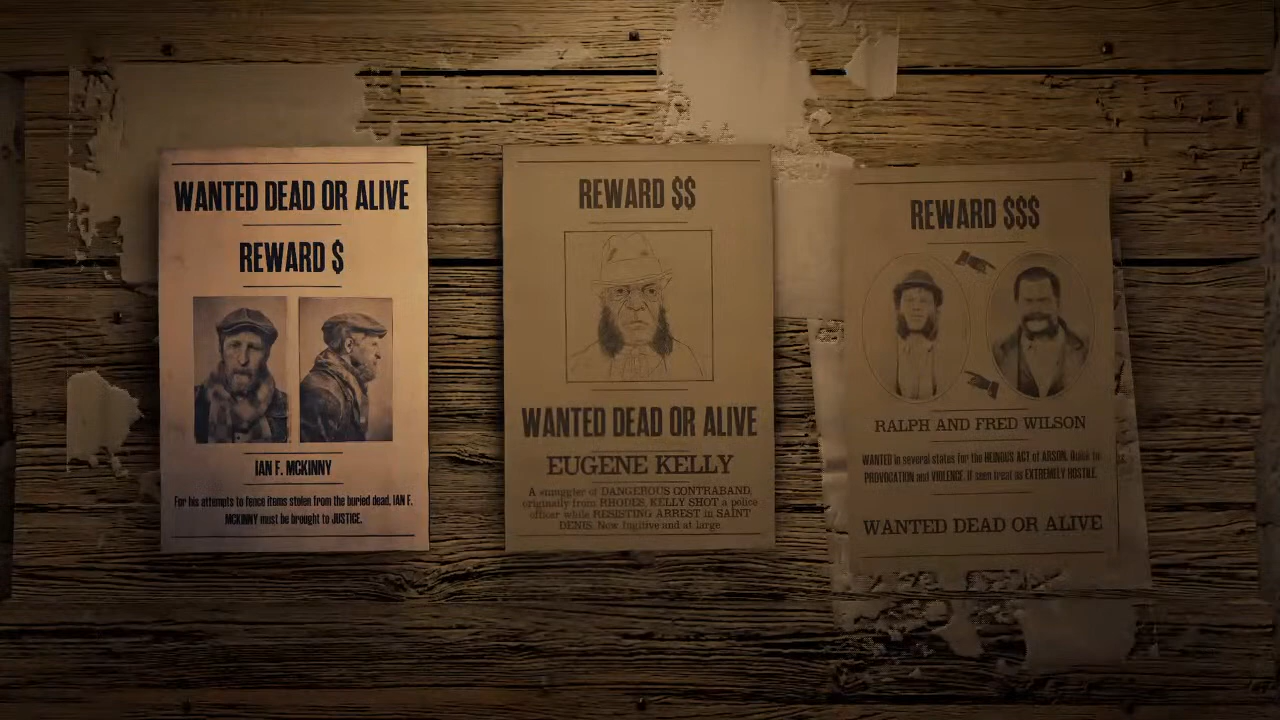 WANTED DEAD OR ALIVE
REWARD $
IAN F. MCKINNY
For his attempts to fence items stolen from the buried dead, IAN F.
MCKINNY must be brought to JUSTICE.
REWARD $$
WANTED DEAD OR ALIVE
EUGENE KELLY
A smuggler of DANGEROUS CONTRABAND,
originally from RHODES, KELLY SHOT a police
officer while RESISTING ARREST in SAINT
DENIS. Now fugitive and at large.
REWARD $$$
RALPH AND FRED WILSON
WANTED in several states for the HEINOUS ACT of ARSON. Quick to
PROVOCATION and VIOLENCE. If seen treat as EXTREMELY HOSTILE.
WANTED DEAD OR ALIVE